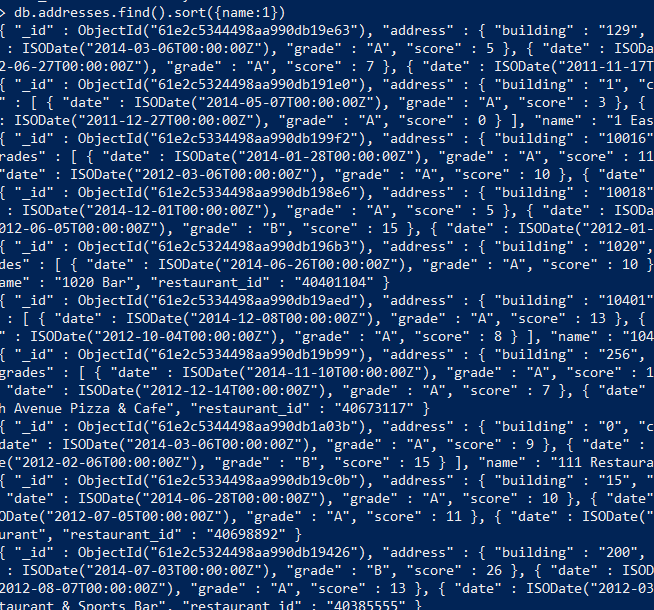 > db.addresses.find().sort({name:1})
{ "_id" : ObjectId("61e2c5344498aa990db19e63"), "address" : { "building" : "129",
: ISODate("2014-03-06T00:00:00Z"), "grade" : "A", "score" : 5 }, { "date" : ISODa
2-06-27T00:00:00Z"), "grade" : "A", "score" : 7 }, { "date" : ISODate("2011-11-17T
{ "_id" : ObjectId("61e2c5324498aa990db191e0"), "address" : { "building" : "1", "c
" : [ { "date" : ISODate("2014-05-07T00:00:00Z"), "grade" : "A", "score" : 3 }, {
: ISODate("2011-12-27T00:00:00Z"), "grade" : "A", "score" : 0 } ], "name" : "1 Eas
{ "_id" : ObjectId("61e2c5334498aa990db199f2"), "address" : { "building" : "10016"
rades" : [ { "date" : ISODate("2014-01-28T00:00:00Z"), "grade" : "A", "score" : 11
"date" : ISODate("2012-03-06T00:00:00Z"), "grade" : "A", "score" : 10 }, { "date"
{ "_id" : ObjectId("61e2c5334498aa990db198e6"), "address" : { "building" : "10018"
: ISODate("2014-12-01T00:00:00Z"), "grade" : "A", "score" : 5 }, { "date" : ISODa
012-06-05T00:00:00Z"), "grade" : "B", "score" : 15 }, { "date" : ISODate("2012-01-
{ "_id" : ObjectId("61e2c5324498aa990db196b3"), "address" : { "building" : "1020",
des" : [ { "date" : ISODate("2014-06-26T00:00:00Z"), "grade" : "A", "score" : 10 }
ame" : "1020 Bar", "restaurant_id" : "40401104" }
{ "_id" : ObjectId("61e2c5334498aa990db19aed"), "address" : { "building" : "10401"
: [ { "date" : ISODate("2014-12-08T00:00:00Z"), "grade" : "A", "score" : 13 }, {
" : ISODate("2012-10-04T00:00:00Z"), "grade" : "A", "score" : 8 } ], "name" : "104
{ "_id" : ObjectId("61e2c5334498aa990db19b99"), "address" : { "building" : "256",
grades" : [ { "date" : ISODate("2014-11-10T00:00:00Z"), "grade" : "A", "score" : 1
"date" : ISODate("2012-12-14T00:00:00Z"), "grade" : "A", "score" : 7 }, { "date"
h Avenue Pizza & Cafe", "restaurant_id" : "40673117" }
{ "_id" : ObjectId("61e2c5334498aa990db1a03b"), "address" : { "building" : "0", "c
date" : ISODate("2014-03-06T00:00:00Z"), "grade" : "A", "score" : 9 }, { "date" :
e("2012-02-06T00:00:00Z"), "grade" : "B", "score" : 15 } ], "name" : "111 Restaura
{ "_id" : ObjectId("61e2c5334498aa990db19c0b"), "address" : { "building" : "15", "
"date" : ISODate("2014-06-28T00:00:00Z"), "grade" : "A", "score" : 10 }, { "date"
ODate("2012-07-05T00:00:00Z"), "grade" : "A", "score" : 11 }, { "date" : ISODate("
urant", "restaurant_id" : "40698892" }
{ "_id" : ObjectId("61e2c5324498aa990db19426"), "address" : { "building" : "200",
: ISODate("2014-07-03T00:00:00Z"), "grade" : "B", "score" : 26 }, { "date" : ISOD
2012-08-07T00:00:00Z"), "grade" : "A", "score" : 13 }, { "date" : ISODate("2012-03
staurant & Sports Bar", "restaurant_id" : "40385555" }